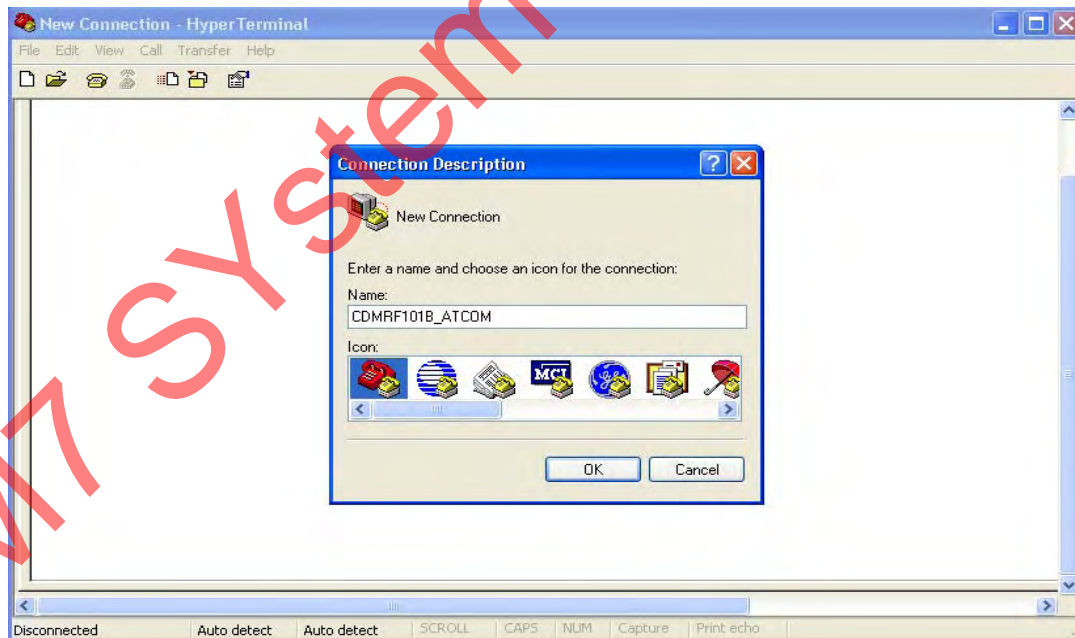 New Connection - HyperTerminal
File Edit View Call Transfer Help
Connection Description
New Connection
Enter a name and choose an icon for the connection:
Name:
CDMRF101B_ATCOM
Icon:
MCI
OK Cancel
Disconnected Auto detect Auto detect SCROLL CAPS NUM Capture Print echo
M7 SYstem